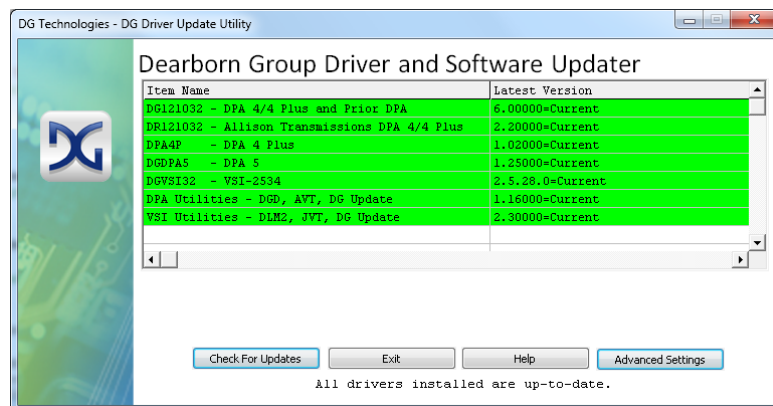 DG Technologies - DG Driver Update Utility
Dearborn Group Driver and Software Updater
Item Name Latest Version
DG121032 - DPA 4/4 Plus and Prior DPA 6.00000=Current
DR121032 - Allison Transmissions DPA 4/4 Plus 2.20000=Current
DPA4P - DPA 4 Plus 1.02000=Current
DGDPA5 - DPA 5 1.25000=Current
DGVSI32 - VSI-2534 2.5.28.0=Current
DPA Utilities - DGD, AVT, DG Update 1.16000=Current
VSI Utilities - DLM2, JVT, DG Update 2.30000=Current
DG
Check For Updates Exit Help Advanced Settings
All drivers installed are up-to-date.